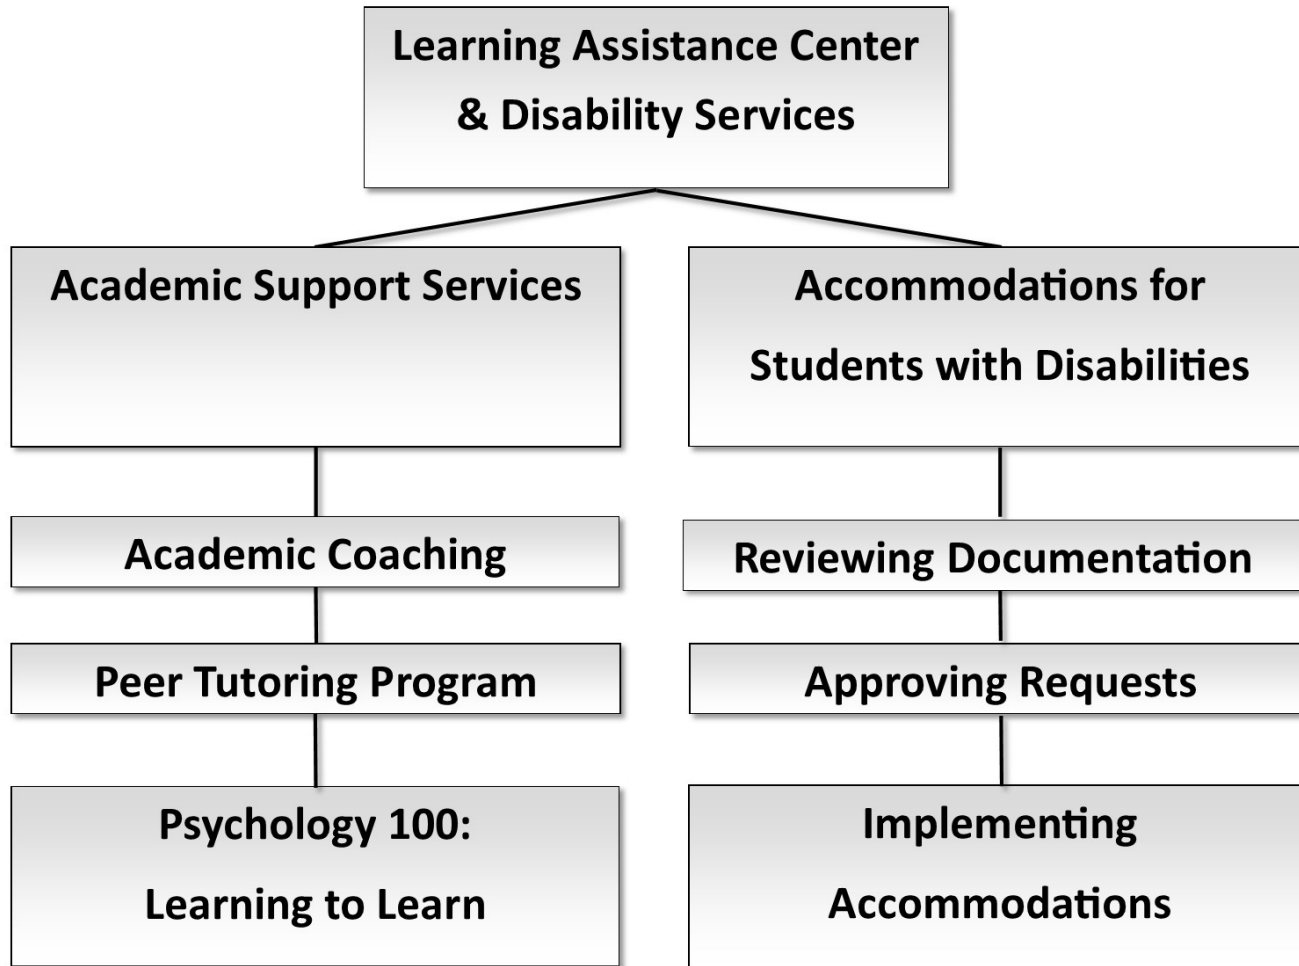 Learning Assistance Center
& Disability Services
Academic Support Services
Accommodations for
Students with Disabilities
Academic Coaching
Reviewing Documentation
Peer Tutoring Program
Approving Requests
Psychology 100:
Learning to Learn
Implementing
Accommodations